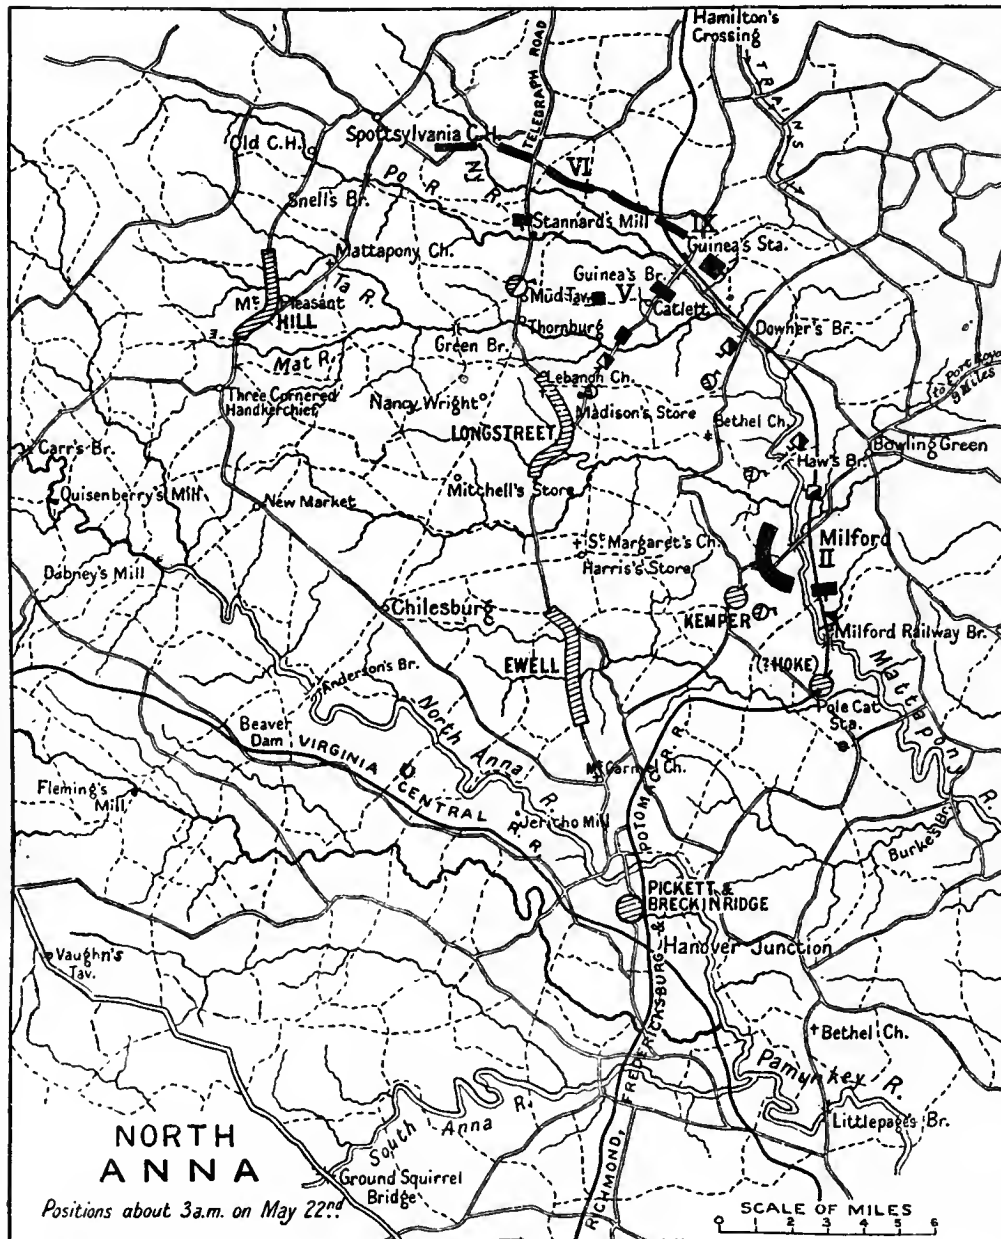 Hamilton's
Crossing
TELEGRAPH ROAD
TRAINS
Spottsylvania C.H.
Old C.H.
Ny
R.
VI
Po R.
Snell's Br.
Stannard's Mill
IX
Guinea's Sta.
Mattapony Ch.
Guinea's Br.
Ta R.
Mt. Pleasant
HILL
Mud Tav.
V
Catlett
Thornburg
Downer's Br.
Green Br.
Mat R.
to Port Royal
9 Miles
Lebanon Ch.
Three Cornered
Handkerchief
Nancy Wright
Madison's Store
LONGSTREET
Bethel Ch.
Bowling Green
Carr's Br.
Haw's Br.
Quisenberry's Mill
Mitchell's Store
New Market
St. Margaret's Ch.
Milford
II
Harris's Store
Dabney's Mill
Chilesburg
KEMPER
Milford Railway Br.
EWELL
(? HOKE)
Mattapony R.
Anderson's Br.
North Anna R.
Pole Cat
Sta.
Beaver
Dam
VIRGINIA CENTRAL R R
Mt. Carmel Ch.
Fleming's
Mill
Jericho Mill
Burke's Br.
PICKETT &
BRECKINRIDGE
Hanover Junction
Vaughn's
Tav.
RICHMOND, FREDERICKSBURG & POTOMAC R R
Bethel Ch.
Pamunkey R.
Littlepage's Br.
South Anna R.
NORTH
ANNA
Ground Squirrel
Bridge
Positions about 3 a.m. on May 22nd
SCALE OF MILES
0 1 2 3 4 5 6